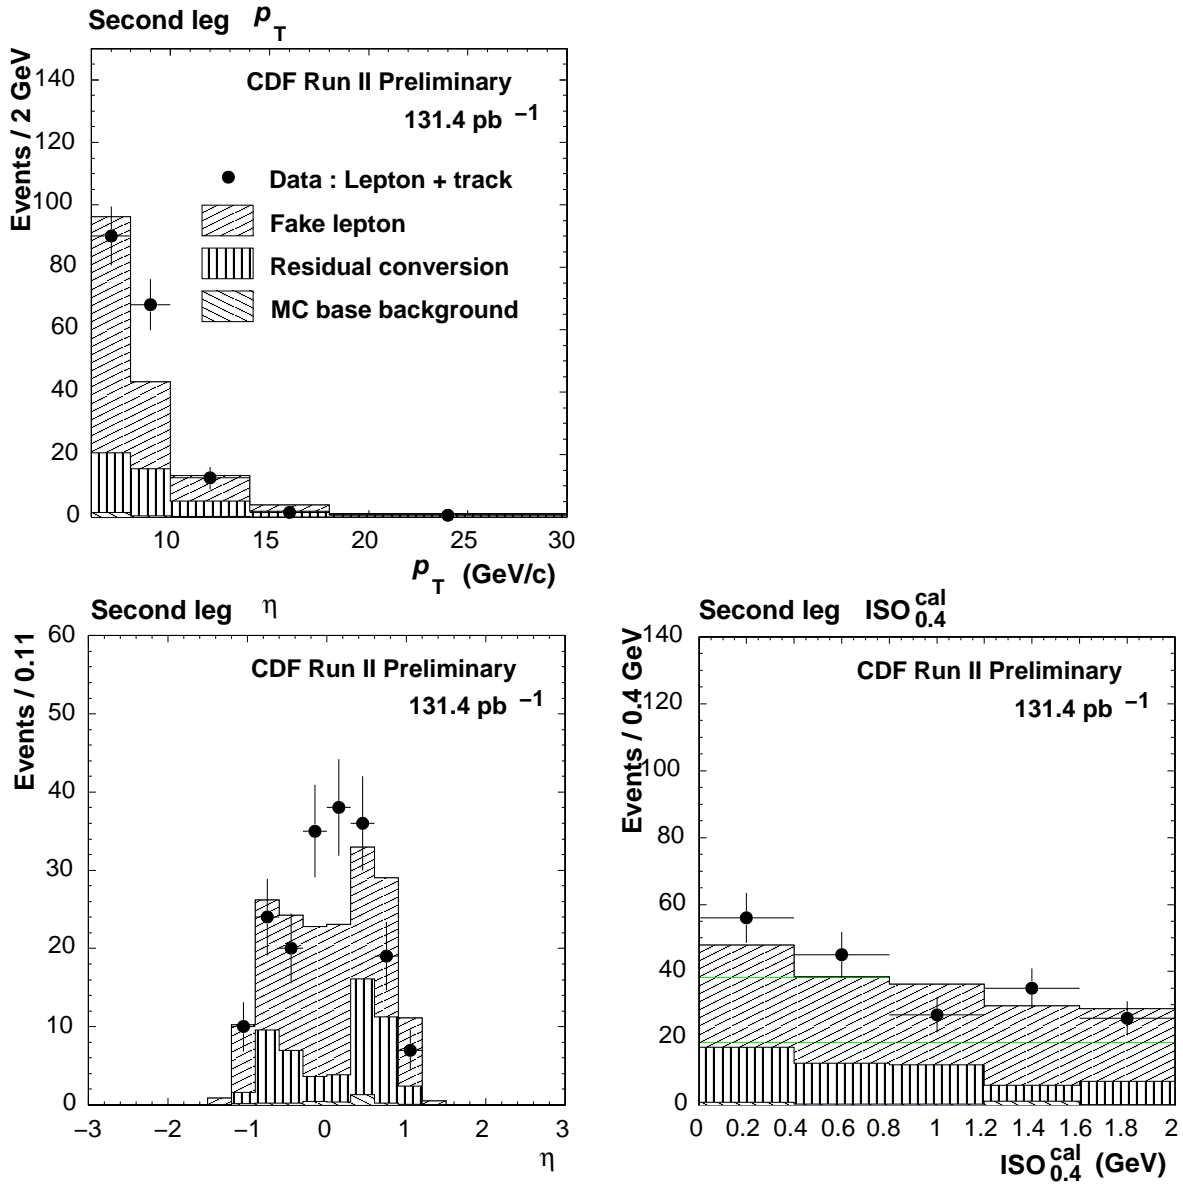 Second leg p T
Events / 2 GeV
CDF Run II Preliminary
131.4 pb −1
Data : Lepton + track
Fake lepton
Residual conversion
MC base background
140
120
100
80
60
40
20
0
10 15 20 25 30
p T (GeV/c)
Second leg η
Events / 0.11
CDF Run II Preliminary
131.4 pb −1
60
50
40
30
20
10
0
−3 −2 −1 0 1 2 3
η
Second leg ISO cal 0.4
Events / 0.4 GeV
CDF Run II Preliminary
131.4 pb −1
140
120
100
80
60
40
20
0
0 0.2 0.4 0.6 0.8 1 1.2 1.4 1.6 1.8 2
ISO cal 0.4 (GeV)